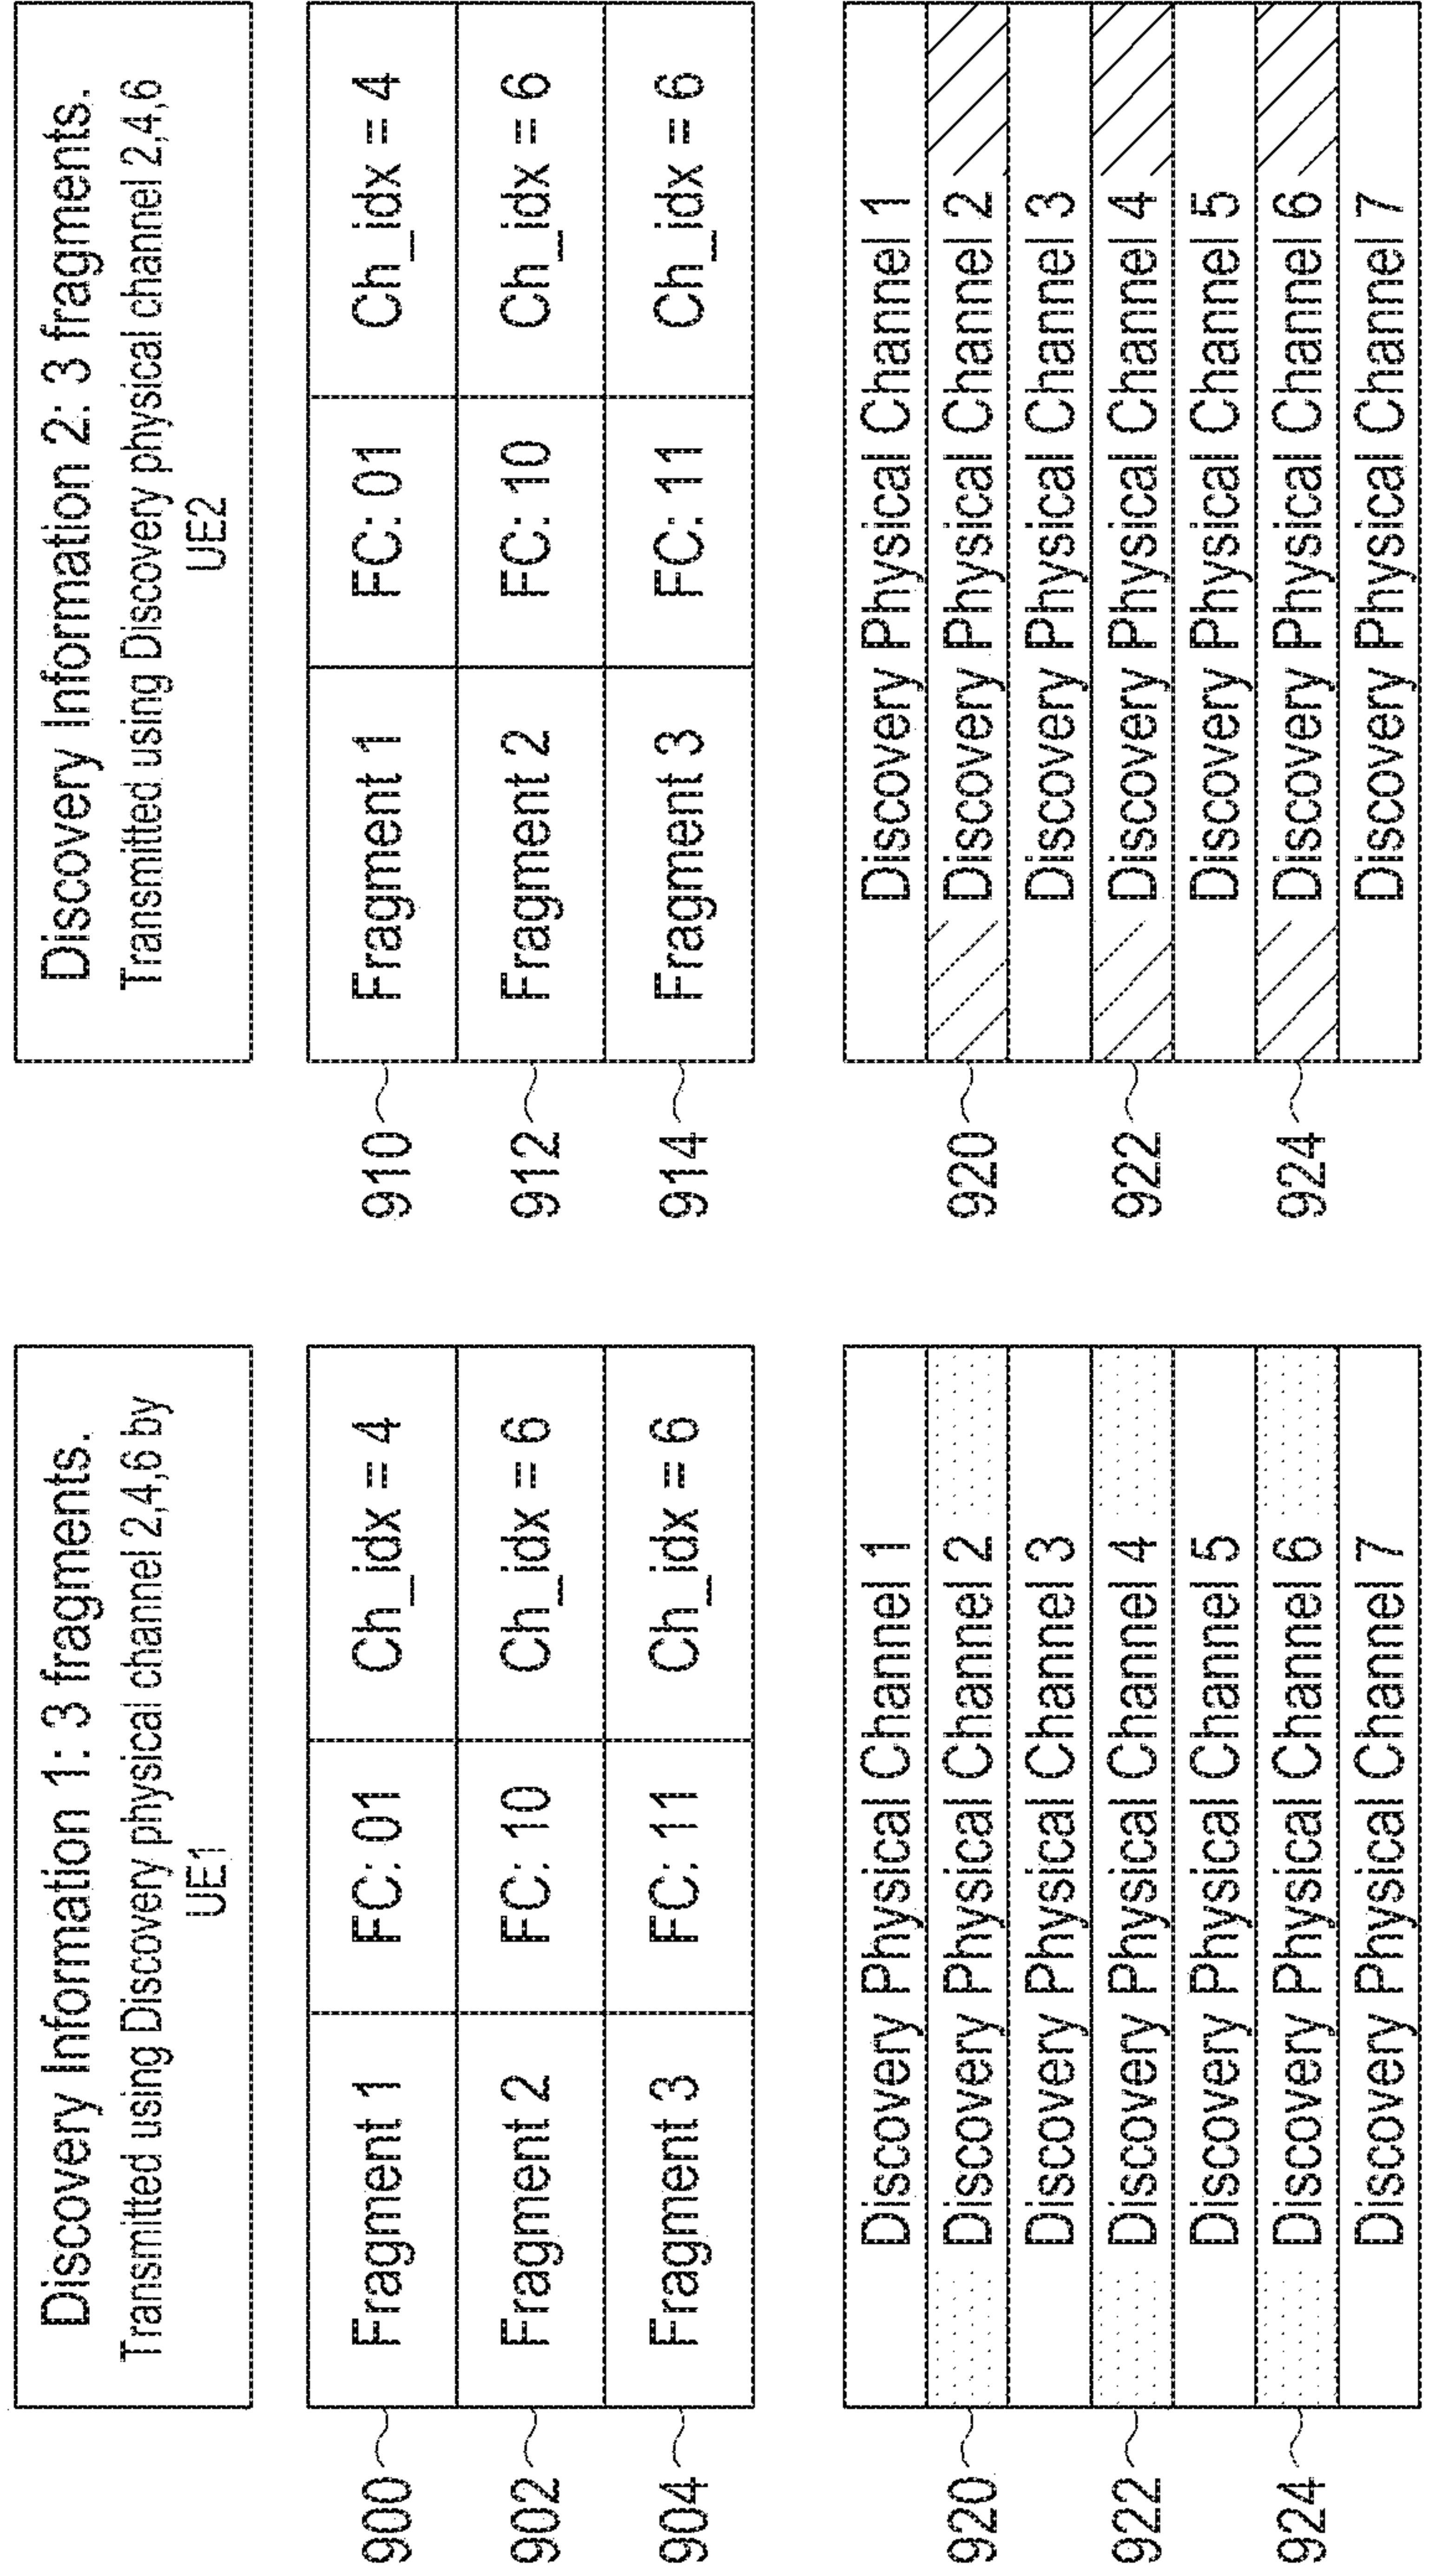 Discovery Information 1: 3 fragments.
Transmitted using Discovery physical channel 2,4,6 by
UE1
900
Fragment 1 FC: 01 Ch_idx = 4
902
Fragment 2 FC: 10 Ch_idx = 6
904
Fragment 3 FC: 11 Ch_idx = 6
Discovery Physical Channel 1
920
Discovery Physical Channel 2
Discovery Physical Channel 3
922
Discovery Physical Channel 4
Discovery Physical Channel 5
924
Discovery Physical Channel 6
Discovery Physical Channel 7
Discovery Information 2: 3 fragments.
Transmitted using Discovery physical channel 2,4,6
UE2
910
Fragment 1 FC: 01 Ch_idx = 4
912
Fragment 2 FC: 10 Ch_idx = 6
914
Fragment 3 FC: 11 Ch_idx = 6
Discovery Physical Channel 1
920
Discovery Physical Channel 2
Discovery Physical Channel 3
922
Discovery Physical Channel 4
Discovery Physical Channel 5
924
Discovery Physical Channel 6
Discovery Physical Channel 7